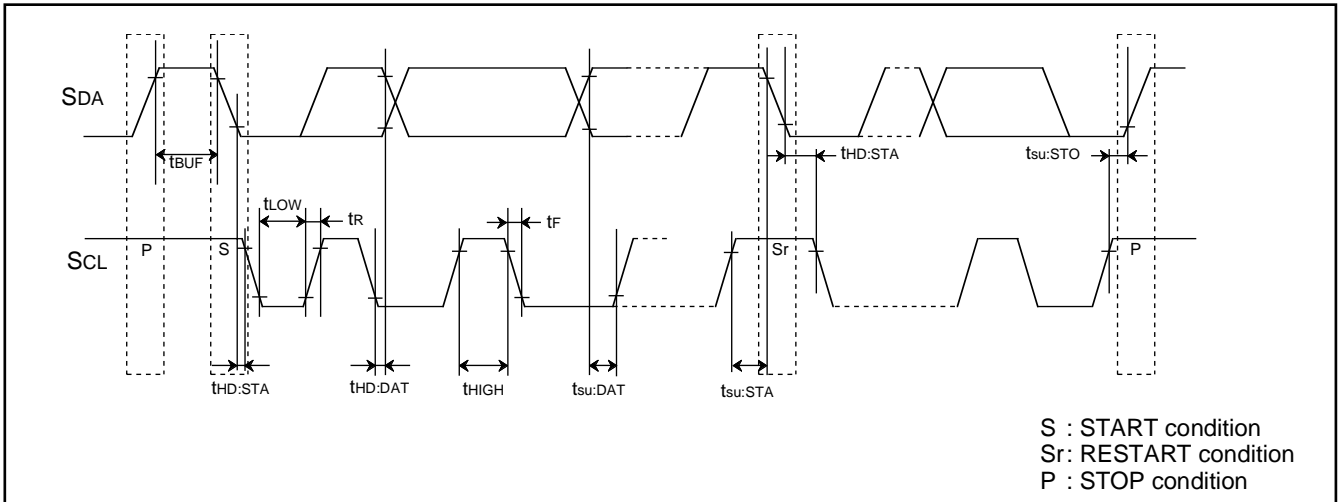 SDA
tBUF
tHD:STA
tsu:STO
tLOW
tR
tF
SCL
P
S
Sr
P
tHD:STA
tHD:DAT
tHIGH
tsu:DAT
tsu:STA
S : START condition
Sr: RESTART condition
P : STOP condition